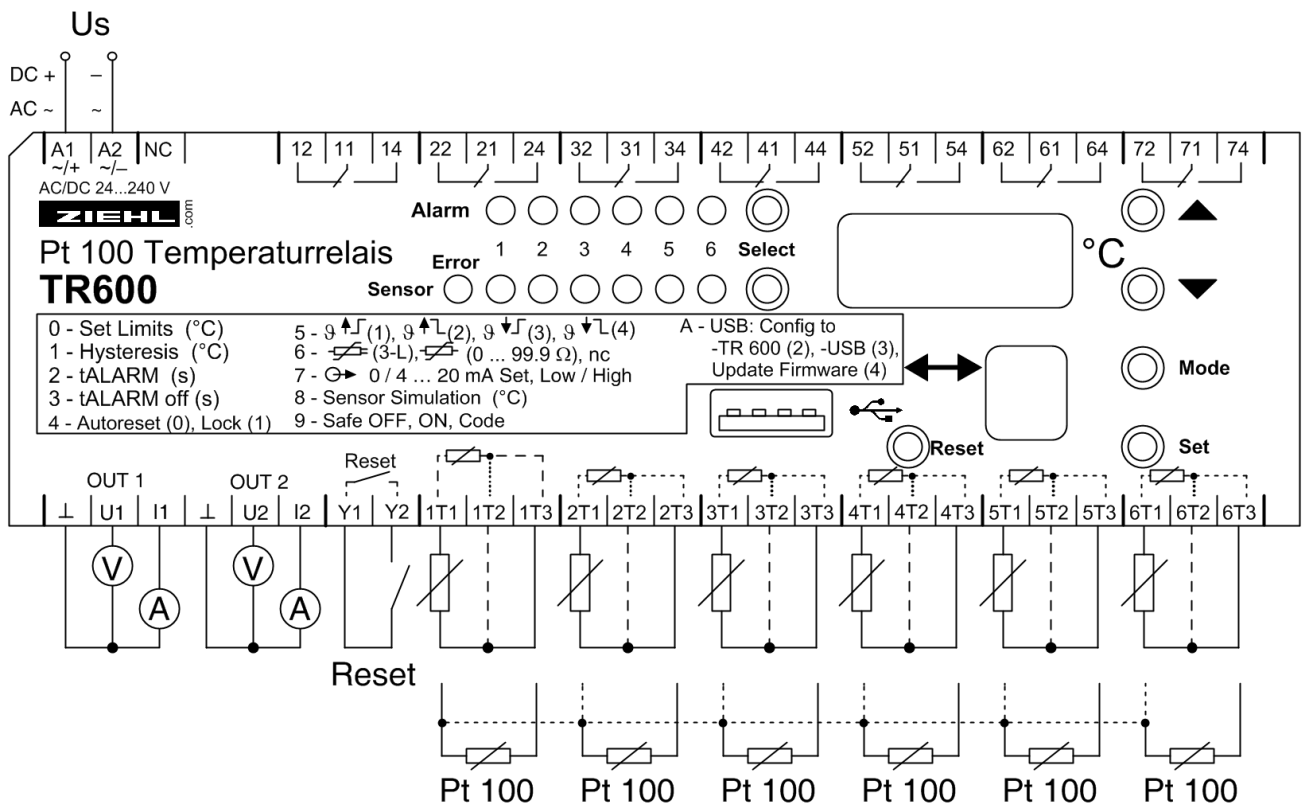 Us
DC + –
AC ~ ~
A1 A2 NC 12 11 14 22 21 24 32 31 34 42 41 44 52 51 54 62 61 64 72 71 74
~/+ ~/–
AC/DC 24...240 V
ZIEHL .com
Alarm
1 2 3 4 5 6 Select
°C
Pt 100 Temperaturrelais
Error
TR600
Sensor
0 - Set Limits (°C)
1 - Hysteresis (°C)
2 - tALARM (s)
3 - tALARM off (s)
4 - Autoreset (0), Lock (1)
5 - ϑ (1), ϑ (2), ϑ (3), ϑ (4)
6 - (3-L), (0 ... 99.9 Ω), nc
7 - 0 / 4 ... 20 mA Set, Low / High
8 - Sensor Simulation (°C)
9 - Safe OFF, ON, Code
A - USB: Config to
-TR 600 (2), -USB (3),
Update Firmware (4)
Mode
Reset
Set
OUT 1 OUT 2 Reset
⊥ U1 I1 ⊥ U2 I2 Y1 Y2 1T1 1T2 1T3 2T1 2T2 2T3 3T1 3T2 3T3 4T1 4T2 4T3 5T1 5T2 5T3 6T1 6T2 6T3
V V
A A
Reset
Pt 100 Pt 100 Pt 100 Pt 100 Pt 100 Pt 100